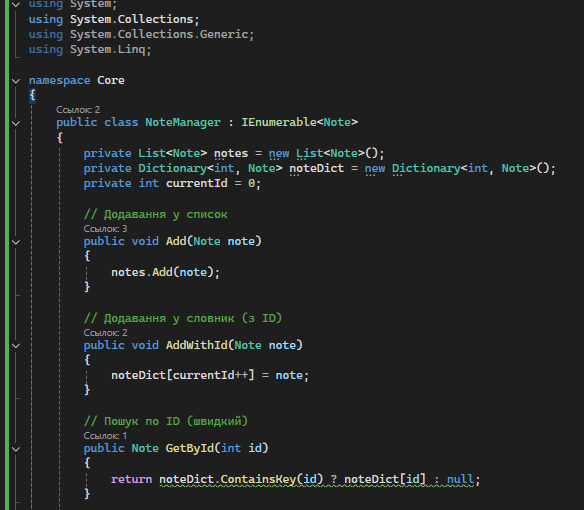 using System;
using System.Collections;
using System.Collections.Generic;
using System.Linq;
namespace Core
{
Ссылок: 2
public class NoteManager : IEnumerable<Note>
{
private List<Note> notes = new List<Note>();
private Dictionary<int, Note> noteDict = new Dictionary<int, Note>();
private int currentId = 0;
// Додавання у список
Ссылок: 3
public void Add(Note note)
{
notes.Add(note);
}
// Додавання у словник (з ID)
Ссылок: 2
public void AddWithId(Note note)
{
noteDict[currentId++] = note;
}
// Пошук по ID (швидкий)
Ссылок: 1
public Note GetById(int id)
{
return noteDict.ContainsKey(id) ? noteDict[id] : null;
}